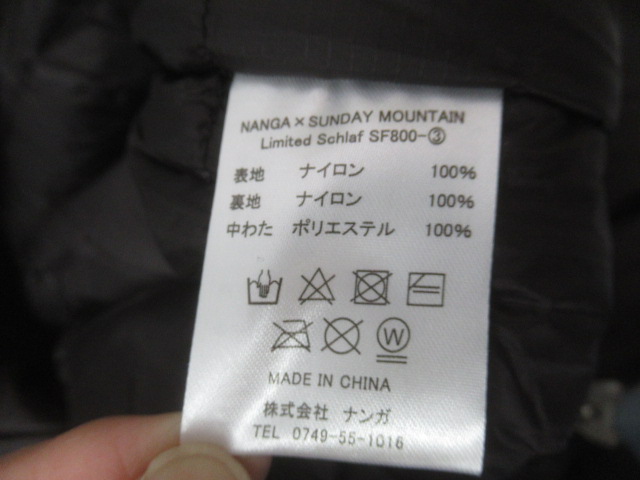 NANGA×SUNDAY MOUNTAIN
Limited Schlaf SF800-③
表地 ナイロン 100%
裏地 ナイロン 100%
中わた ポリエステル 100%
W
MADE IN CHINA
株式会社 ナンガ
TEL 0749-55-1016